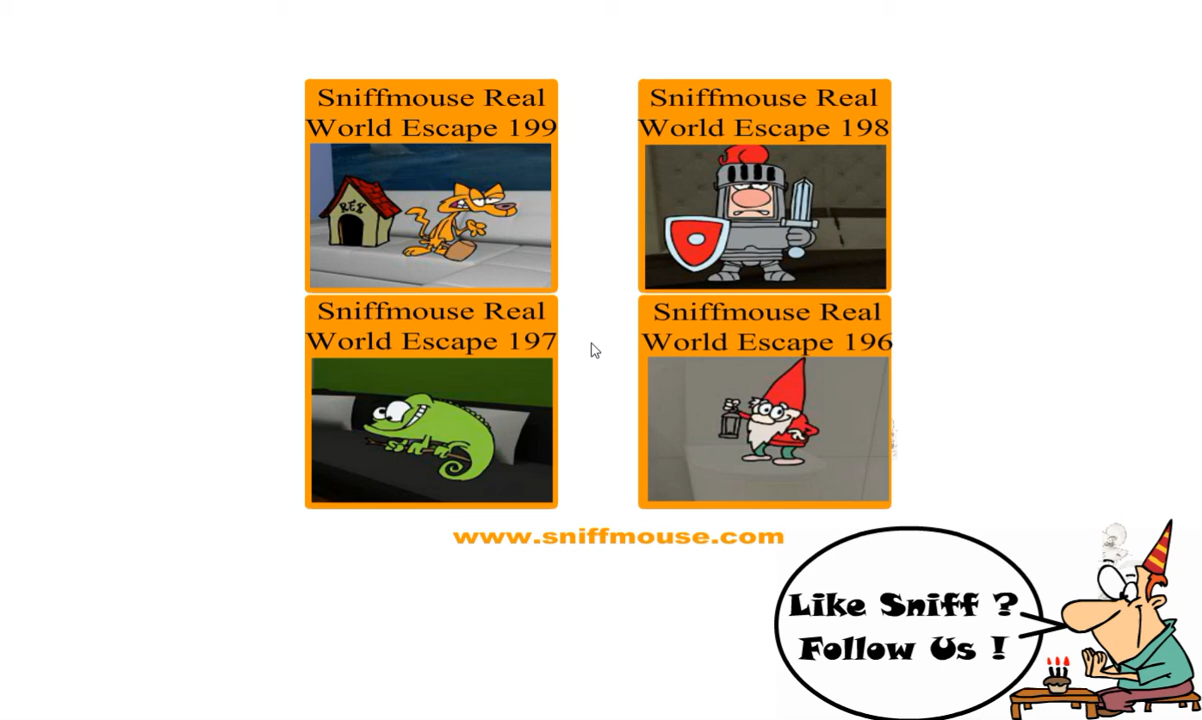 Sniffmouse Real
World Escape 199
REX
Sniffmouse Real
World Escape 198
Sniffmouse Real
World Escape 197
Sniffmouse Real
World Escape 196
www.sniffmouse.com
Like Sniff ?
Follow Us !